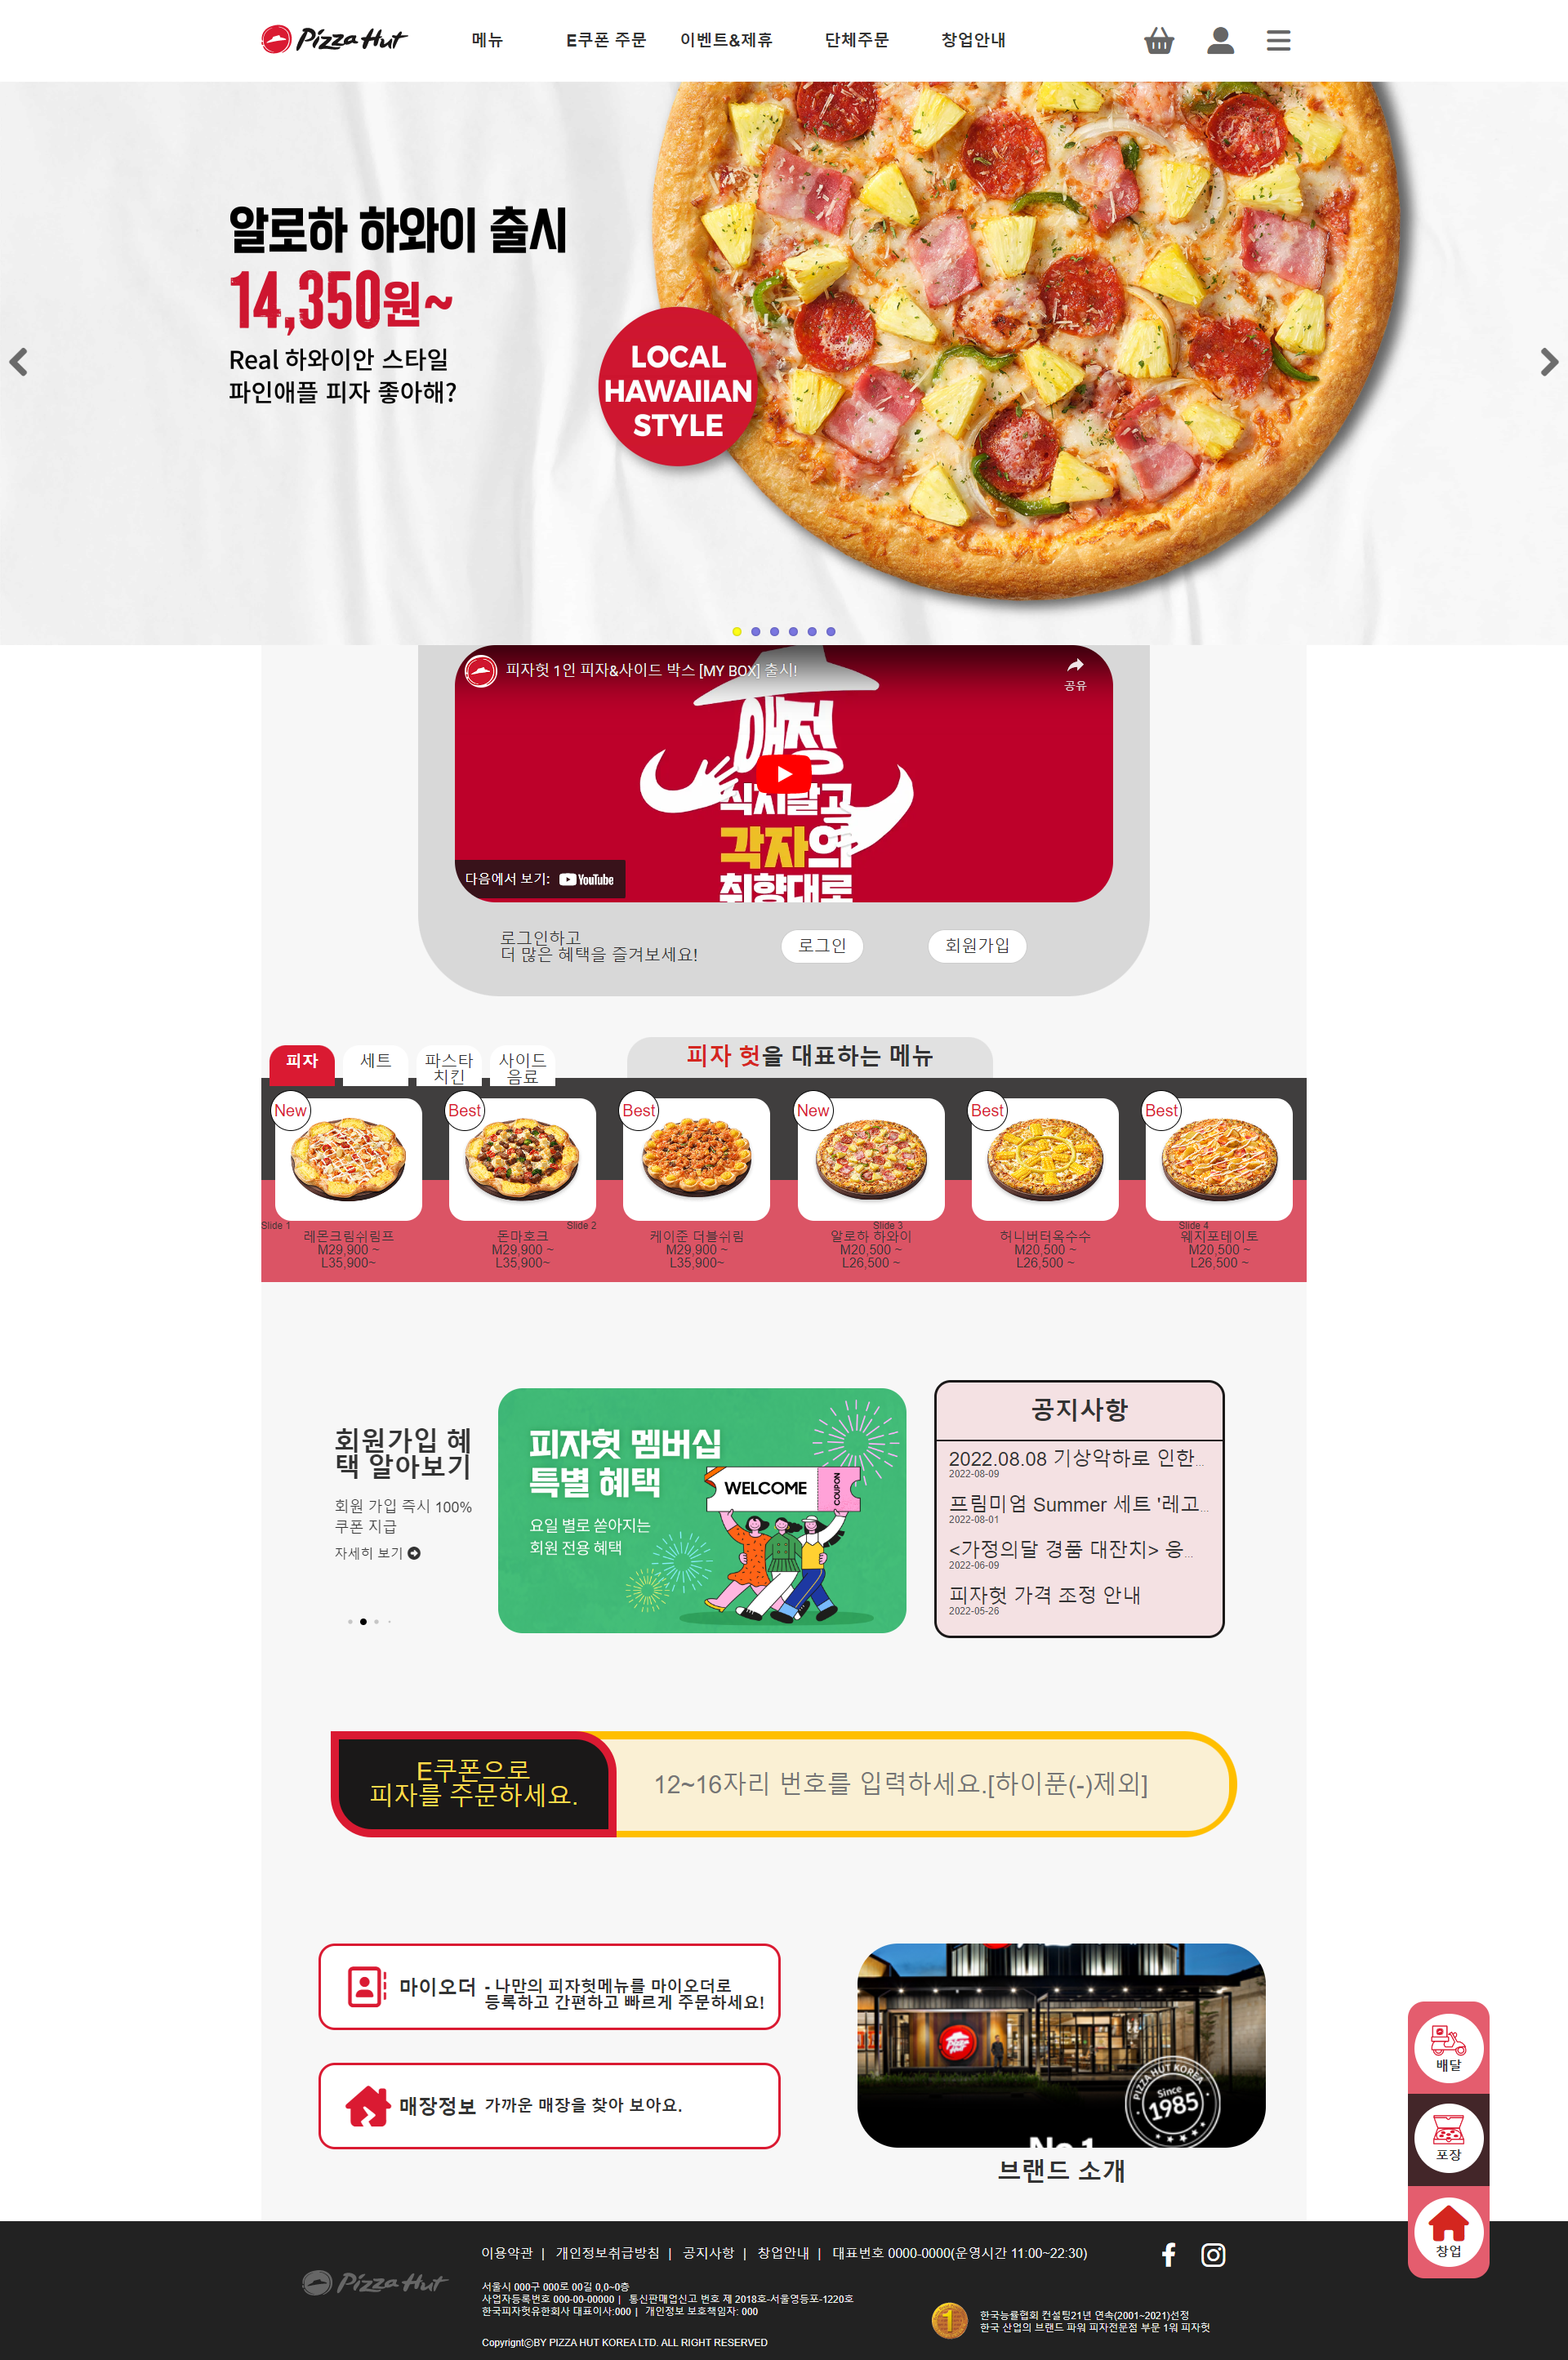 Pizza Hut
메뉴
E쿠폰 주문
이벤트&제휴
단체주문
창업안내
알로하 하와이 출시
14,350원~
Real 하와이안 스타일
파인애플 피자 좋아해?
LOCAL
HAWAIIAN
STYLE
피자헛 1인 피자&사이드 박스 [MY BOX] 출시!
공유
애정
각자의
취향대로
다음에서 보기: YouTube
로그인하고
더 많은 혜택을 즐겨보세요!
로그인
회원가입
피자
세트
파스타
치킨
사이드
음료
피자 헛을 대표하는 메뉴
New
Best
Best
New
Best
Best
Slide 1
Slide 2
Slide 3
Slide 4
레몬크림쉬림프
M29,900 ~
L35,900~
돈마호크
M29,900 ~
L35,900~
케이준 더블쉬림
M29,900 ~
L35,900~
알로하 하와이
M20,500 ~
L26,500 ~
허니버터옥수수
M20,500 ~
L26,500 ~
웨지포테이토
M20,500 ~
L26,500 ~
회원가입 혜
택 알아보기
회원 가입 즉시 100%
쿠폰 지급
자세히 보기
피자헛 멤버십
특별 혜택
요일 별로 쏟아지는
회원 전용 혜택
WELCOME
COUPON
공지사항
2022.08.08 기상악하로 인한...
2022-08-09
프림미엄 Summer 세트 '레고...
2022-08-01
<가정의달 경품 대잔치> 응...
2022-06-09
피자헛 가격 조정 안내
2022-05-26
E쿠폰으로
피자를 주문하세요.
12~16자리 번호를 입력하세요.[하이푼(-)제외]
마이오더
- 나만의 피자헛메뉴를 마이오더로
등록하고 간편하고 빠르게 주문하세요!
매장정보
가까운 매장을 찾아 보아요.
PIZZA HUT KOREA
Since
1985
No.1
브랜드 소개
배달
포장
창업
이용약관 | 개인정보취급방침 | 공지사항 | 창업안내 | 대표번호 0000-0000(운영시간 11:00~22:30)
Pizza Hut
서울시 000구 000로 00길 0,0~0층
사업자등록번호 000-00-00000 | 통신판매업신고 번호 제 2018호-서울영등포-1220호
한국피자헛유한회사 대표이사:000 | 개인정보 보호책임자: 000
1
한국능률협회 컨설팅21년 연속(2001~2021)선정
한국 산업의 브랜드 파워 피자전문점 부문 1위 피자헛
CopyrigntⓒBY PIZZA HUT KOREA LTD. ALL RIGHT RESERVED